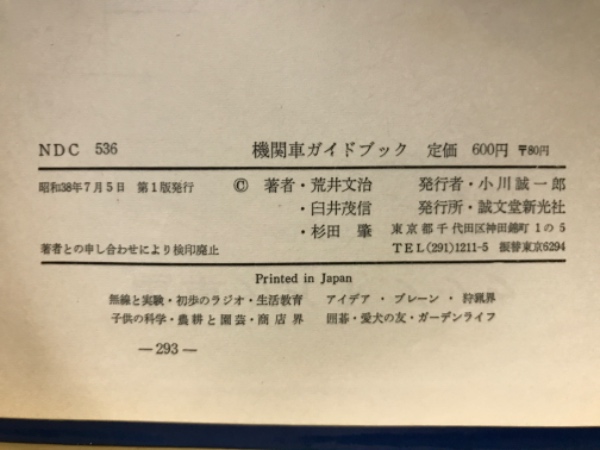 NDC 536 機関車ガイドブック 定価 600円 〒80円
昭和38年7月5日 第1版発行 © 著者・荒井文治 発行者・小川誠一郎
・臼井茂信 発行所・誠文堂新光社
・杉田 肇 東京都千代田区神田錦町1の5
著者との申し合わせにより検印廃止 TEL(291)1211-5 振替東京6294
Printed in Japan
無線と実験・初歩のラジオ・生活教育 アイデア・ブレーン・狩猟界
子供の科学・農耕と園芸・商店界 囲碁・愛犬の友・ガーデンライフ
—293—